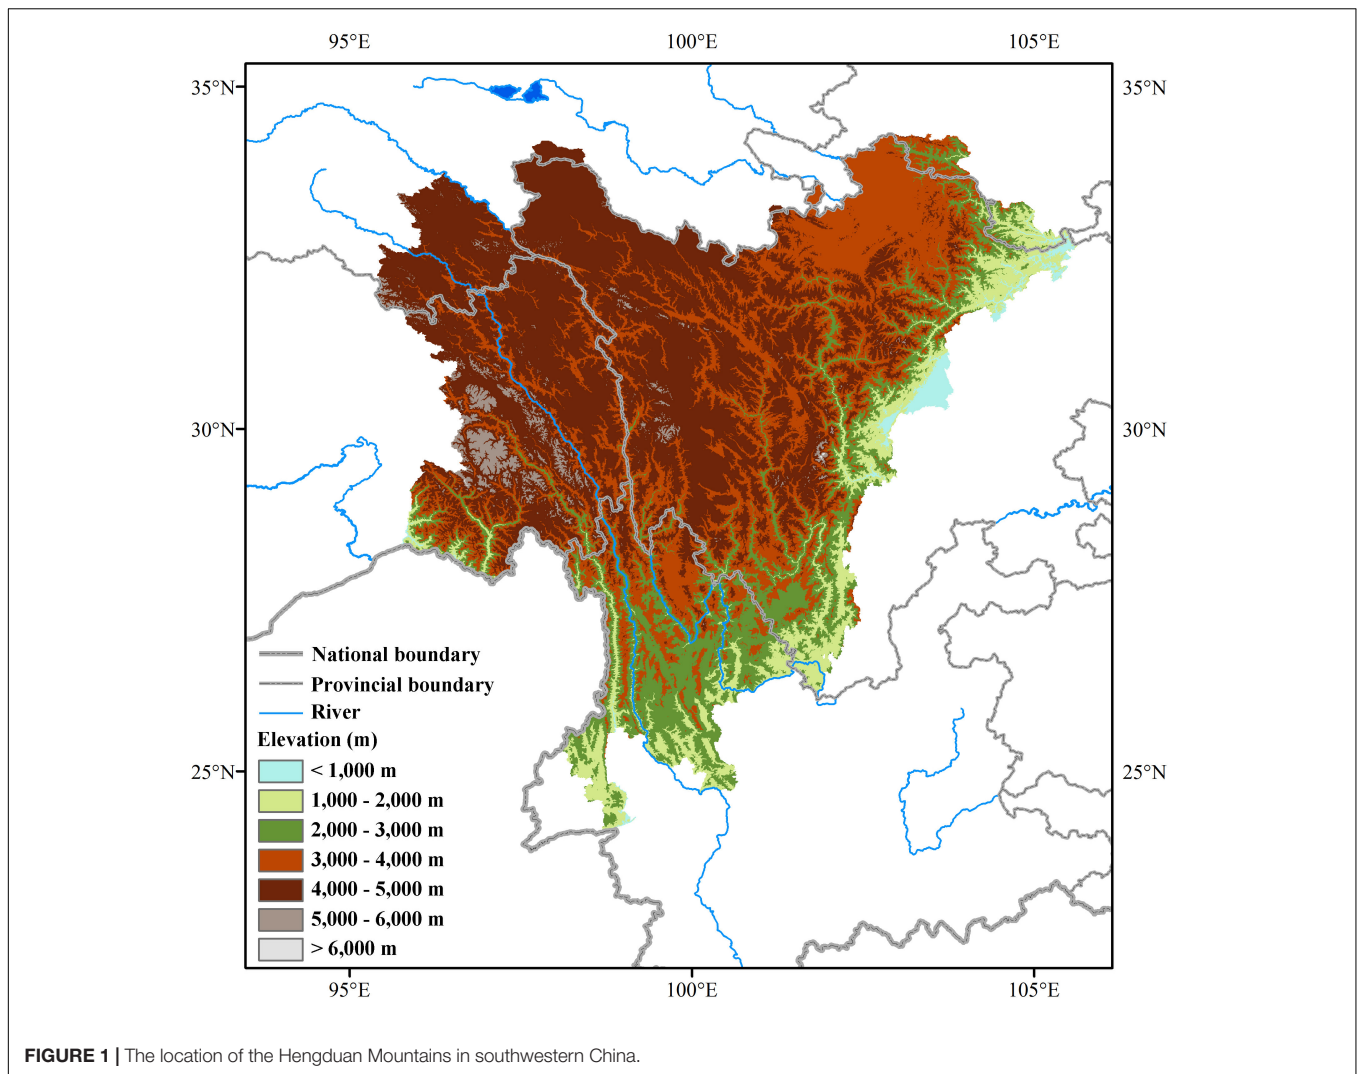 95°E 100°E 105°E
35°N 35°N
30°N 30°N
National boundary
Provincial boundary
River
Elevation (m)
25°N 25°N
< 1,000 m
1,000 - 2,000 m
2,000 - 3,000 m
3,000 - 4,000 m
4,000 - 5,000 m
5,000 - 6,000 m
> 6,000 m
95°E 100°E 105°E
FIGURE 1 | The location of the Hengduan Mountains in southwestern China.